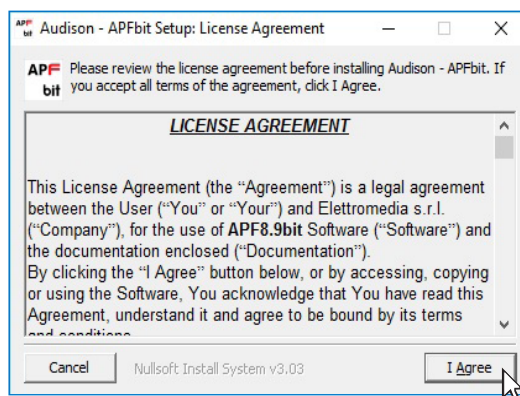 APF bit Audison - APFbit Setup: License Agreement
APF bit
Please review the license agreement before installing Audison - APFbit. If
you accept all terms of the agreement, click I Agree.
LICENSE AGREEMENT
This License Agreement (the “Agreement”) is a legal agreement
between the User (“You” or “Your”) and Elettromedia s.r.l.
(“Company”), for the use of APF8.9bit Software (“Software”) and
the documentation enclosed (“Documentation”).
By clicking the “I Agree” button below, or by accessing, copying
or using the Software, You acknowledge that You have read this
Agreement, understand it and agree to be bound by its terms
and conditions
Cancel Nullsoft Install System v3.03 I Agree